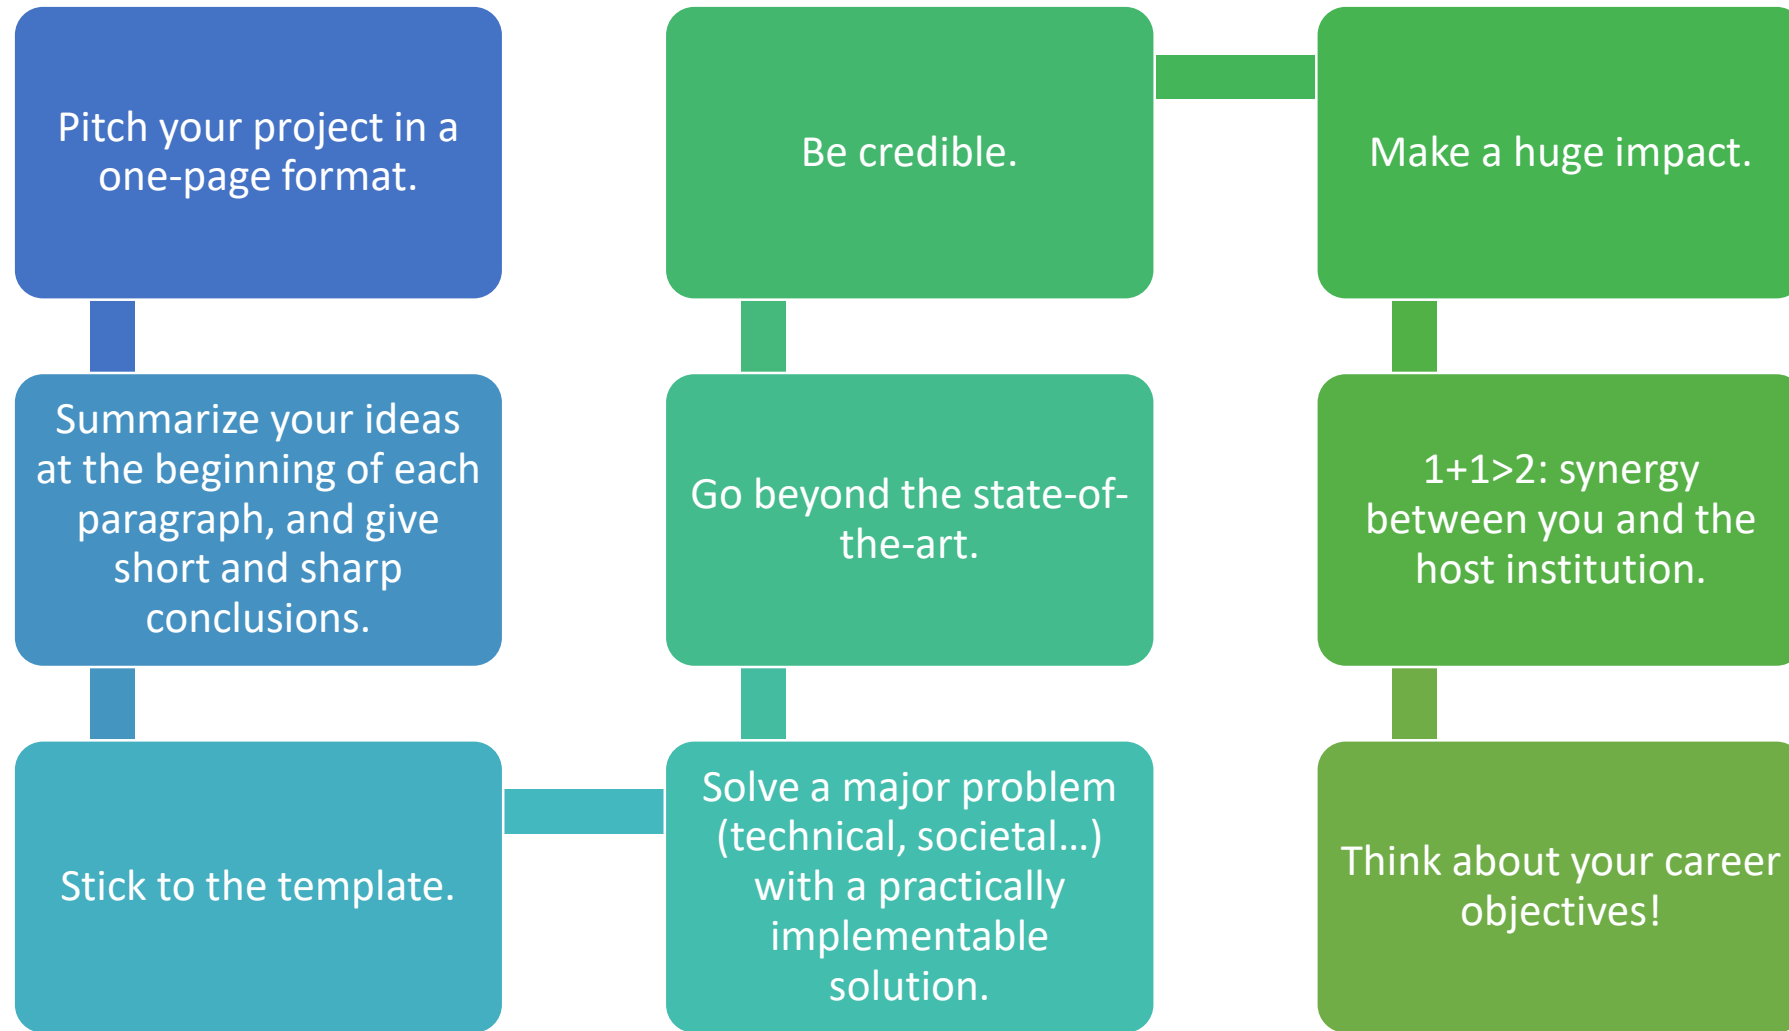 Pitch your project in a
one-page format.
Summarize your ideas
at the beginning of each
paragraph, and give
short and sharp
conclusions.
Stick to the template.
Solve a major problem
(technical, societal…)
with a practically
implementable
solution.
Go beyond the state-of-
the-art.
Be credible.
Make a huge impact.
1+1>2: synergy
between you and the
host institution.
Think about your career
objectives!